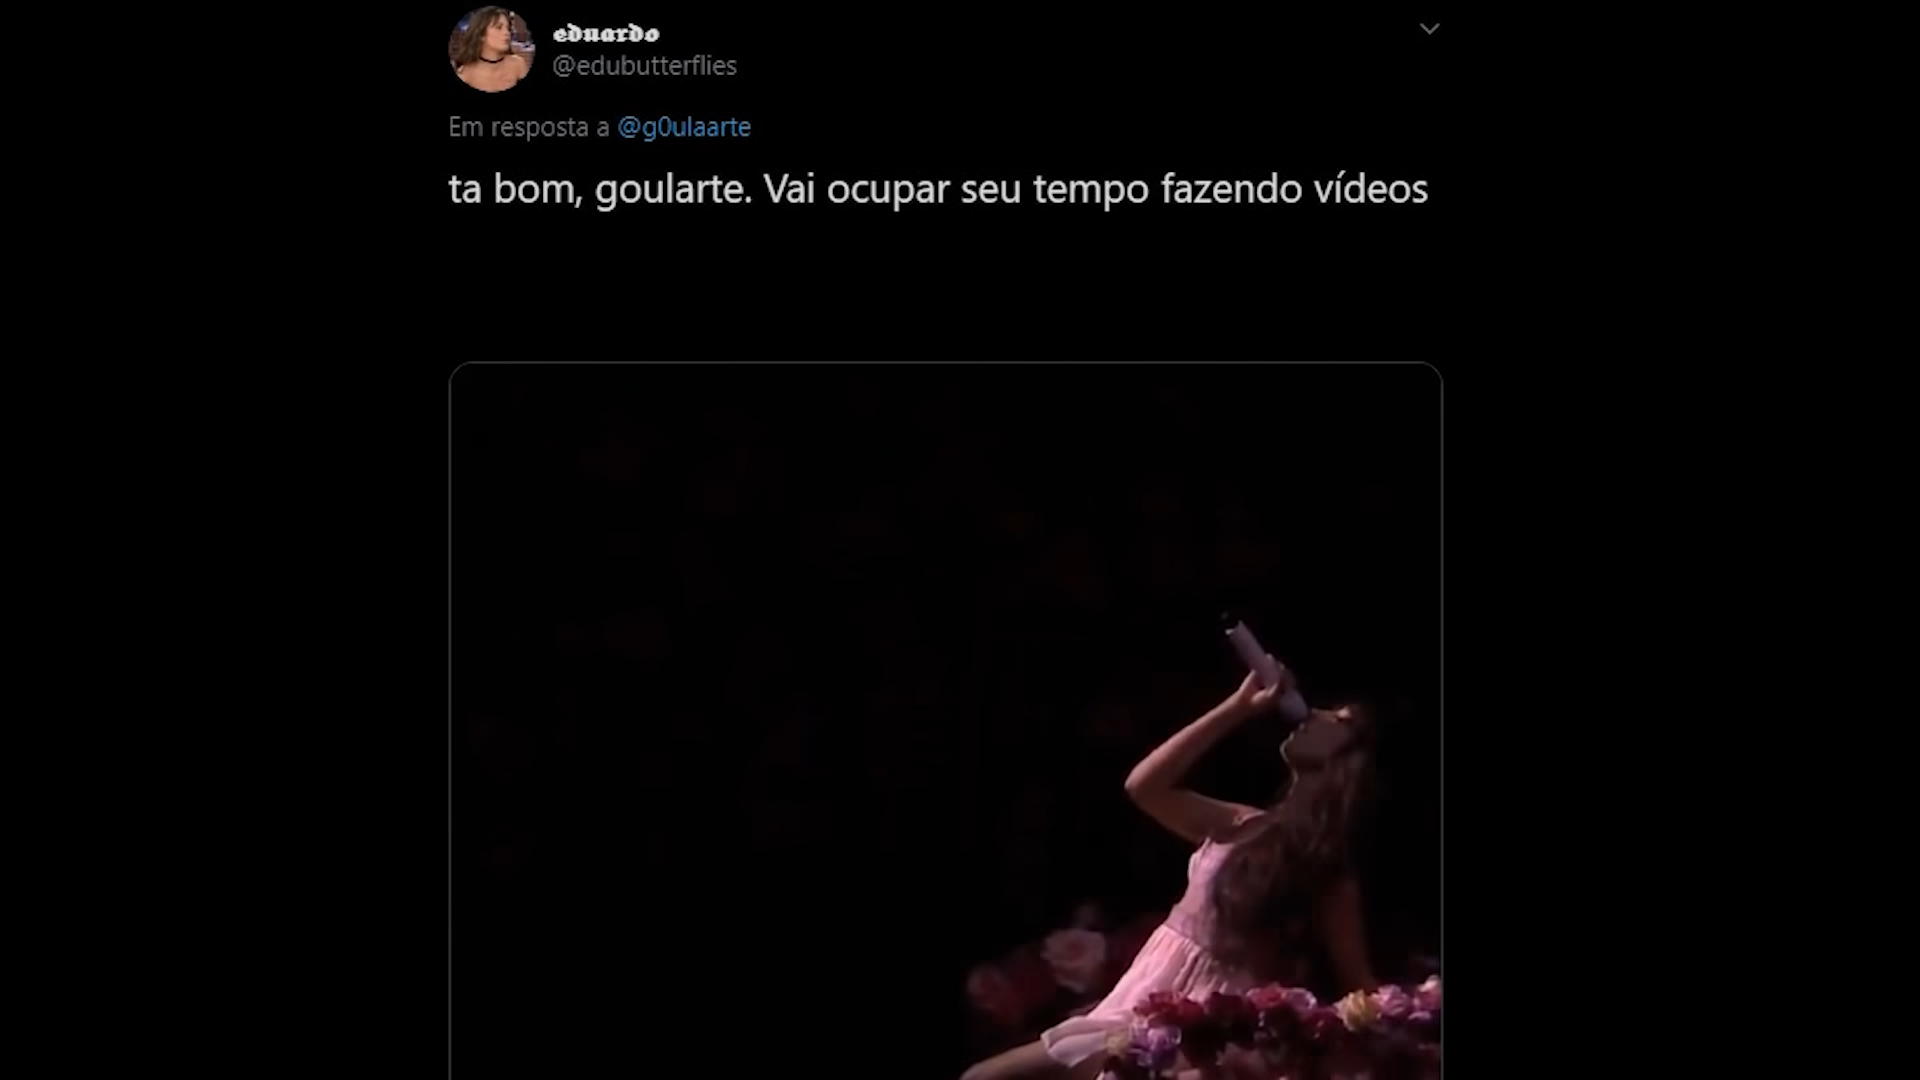 eduardo
@edubutterflies
Em resposta a @g0ulaarte
ta bom, goularte. Vai ocupar seu tempo fazendo vídeos